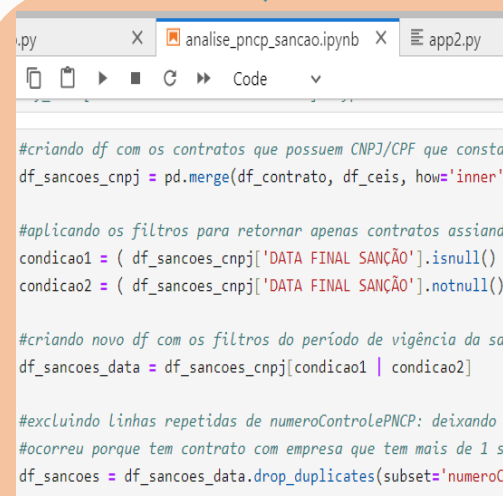 .py
analise_pncp_sancao.ipynb
app2.py
Code
#criando df com os contratos que possuem CNPJ/CPF que consta
df_sancoes_cnpj = pd.merge(df_contrato, df_ceis, how='inner'
#aplicando os filtros para retornar apenas contratos assiand
condicao1 = ( df_sancoes_cnpj['DATA FINAL SANÇÃO'].isnull()
condicao2 = ( df_sancoes_cnpj['DATA FINAL SANÇÃO'].notnull()
#criando novo df com os filtros do período de vigência da sa
df_sancoes_data = df_sancoes_cnpj[condicao1 | condicao2]
#excluindo linhas repetidas de numeroControlePNCP: deixando
#ocorreu porque tem contrato com empresa que tem mais de 1 s
df_sancoes = df_sancoes_data.drop_duplicates(subset='numeroC